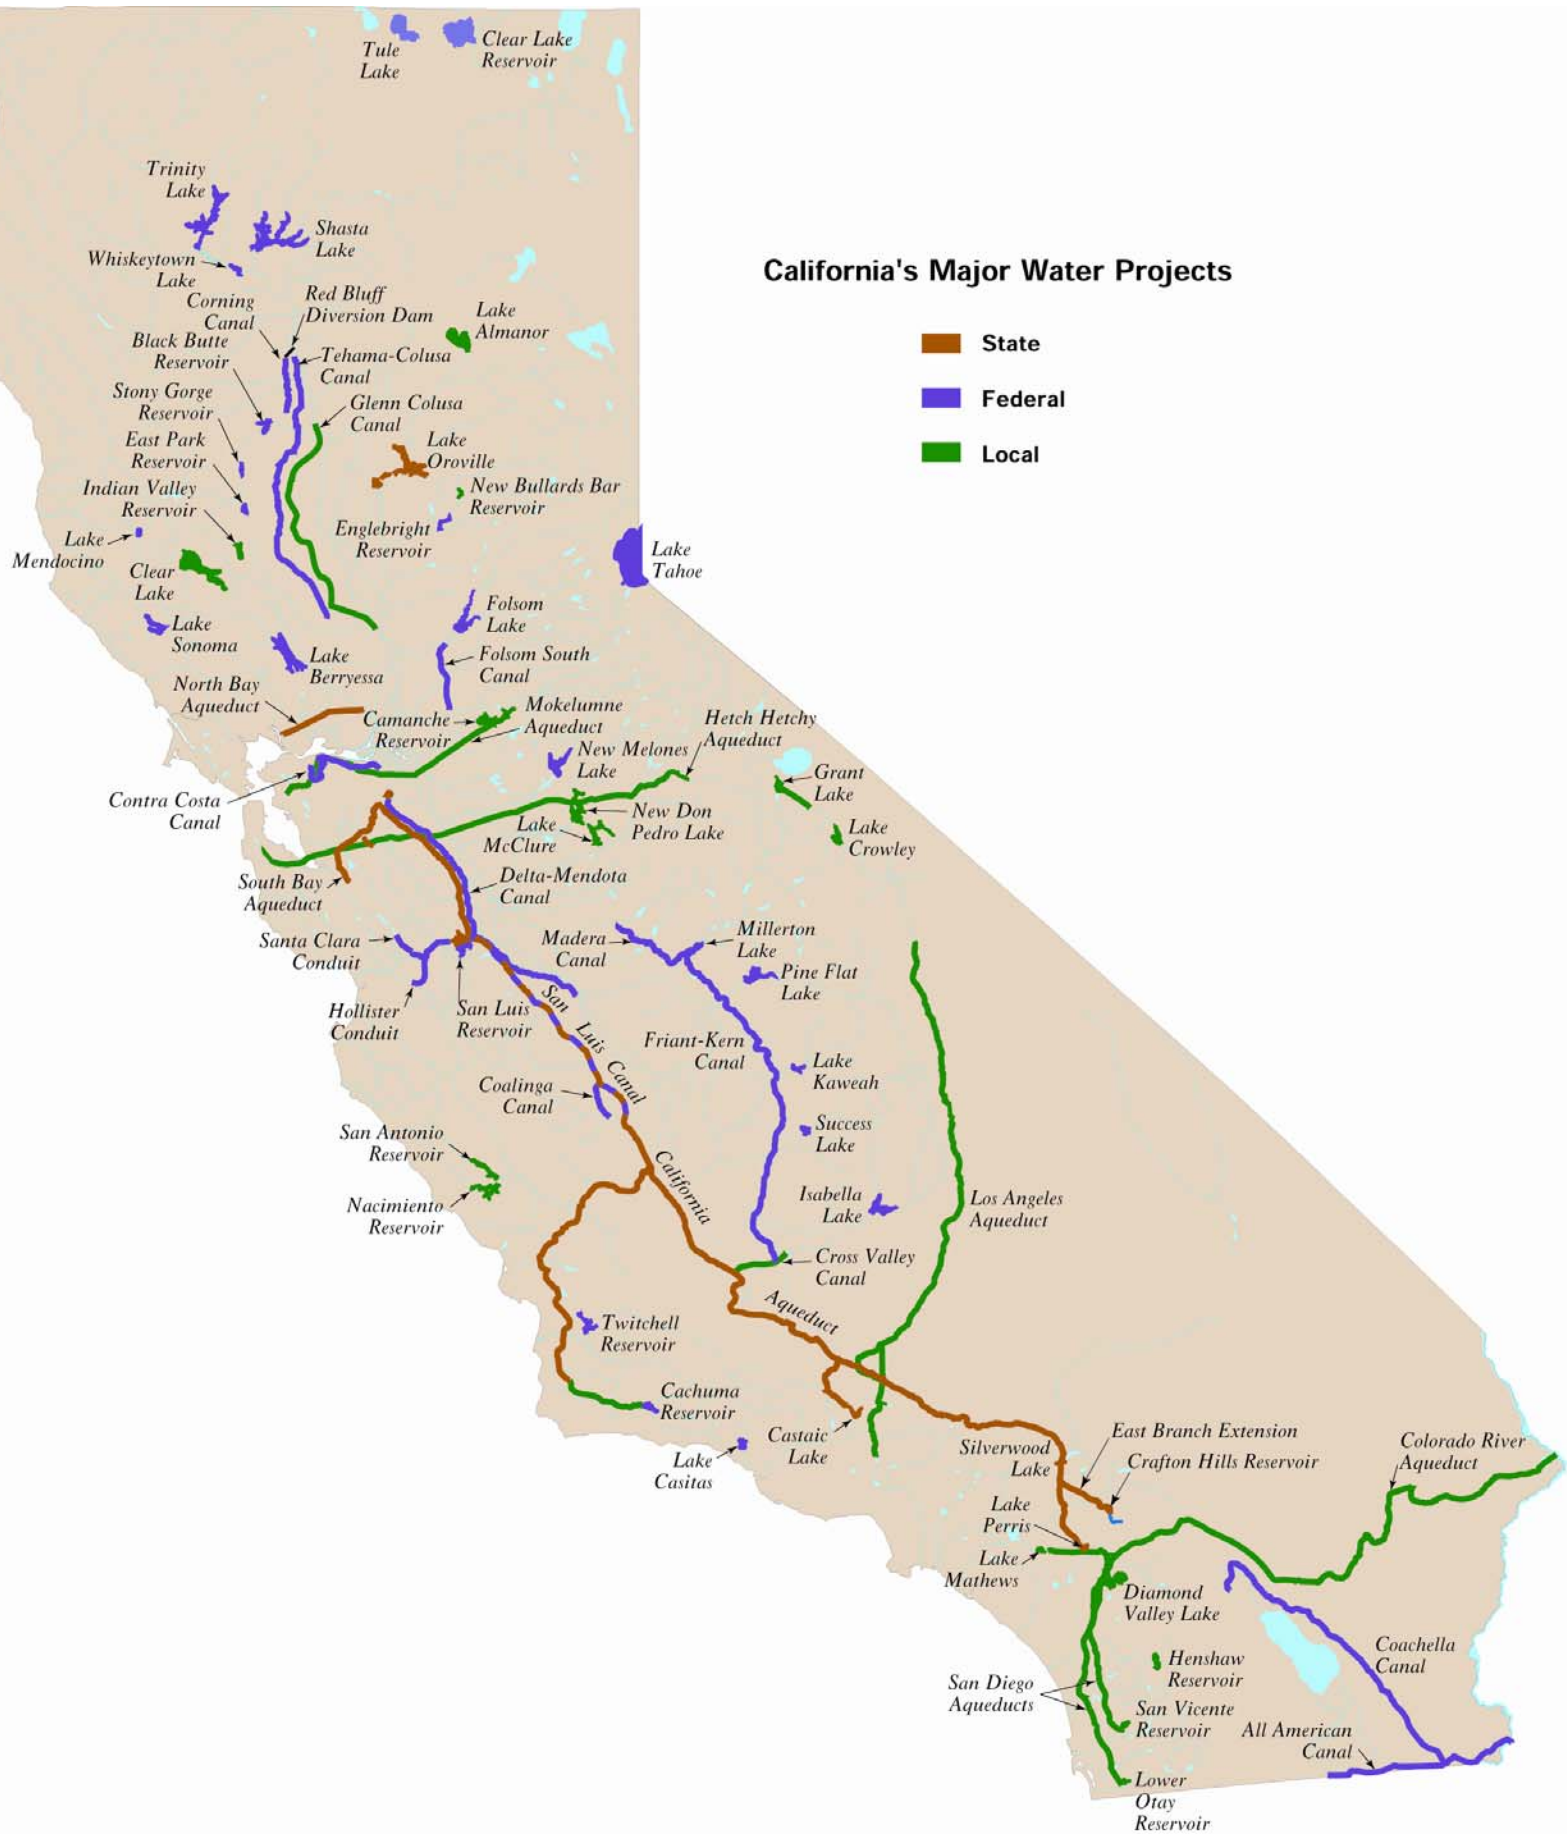 Tule
Lake
Clear Lake
Reservoir
Trinity
Lake
Shasta
Lake
Whiskeytown
Lake
California's Major Water Projects
State
Federal
Local
Corning
Canal
Red Bluff
Diversion Dam
Lake
Almanor
Black Butte
Reservoir
Tehama-Colusa
Canal
Stony Gorge
Reservoir
Glenn Colusa
Canal
East Park
Reservoir
Lake
Oroville
Indian Valley
Reservoir
New Bullards Bar
Reservoir
Englebright
Reservoir
Lake
Mendocino
Lake
Tahoe
Clear
Lake
Folsom
Lake
Lake
Sonoma
Lake
Berryessa
Folsom South
Canal
North Bay
Aqueduct
Camanche
Reservoir
Mokelumne
Aqueduct
Hetch Hetchy
Aqueduct
New Melones
Lake
Grant
Lake
Contra Costa
Canal
New Don
Pedro Lake
Lake
McClure
Lake
Crowley
South Bay
Aqueduct
Delta-Mendota
Canal
Santa Clara
Conduit
Madera
Canal
Millerton
Lake
Pine Flat
Lake
Hollister
Conduit
San Luis
Reservoir
San Luis Canal
Friant-Kern
Canal
Lake
Kaweah
Coalinga
Canal
Success
Lake
San Antonio
Reservoir
California
Aqueduct
Nacimiento
Reservoir
Isabella
Lake
Los Angeles
Aqueduct
Cross Valley
Canal
Twitchell
Reservoir
Cachuma
Reservoir
Lake
Casitas
Castaic
Lake
Silverwood
Lake
East Branch Extension
Crafton Hills Reservoir
Colorado River
Aqueduct
Lake
Perris
Lake
Mathews
Diamond
Valley Lake
Coachella
Canal
Henshaw
Reservoir
San Diego
Aqueducts
San Vicente
Reservoir
All American
Canal
Lower
Otay
Reservoir